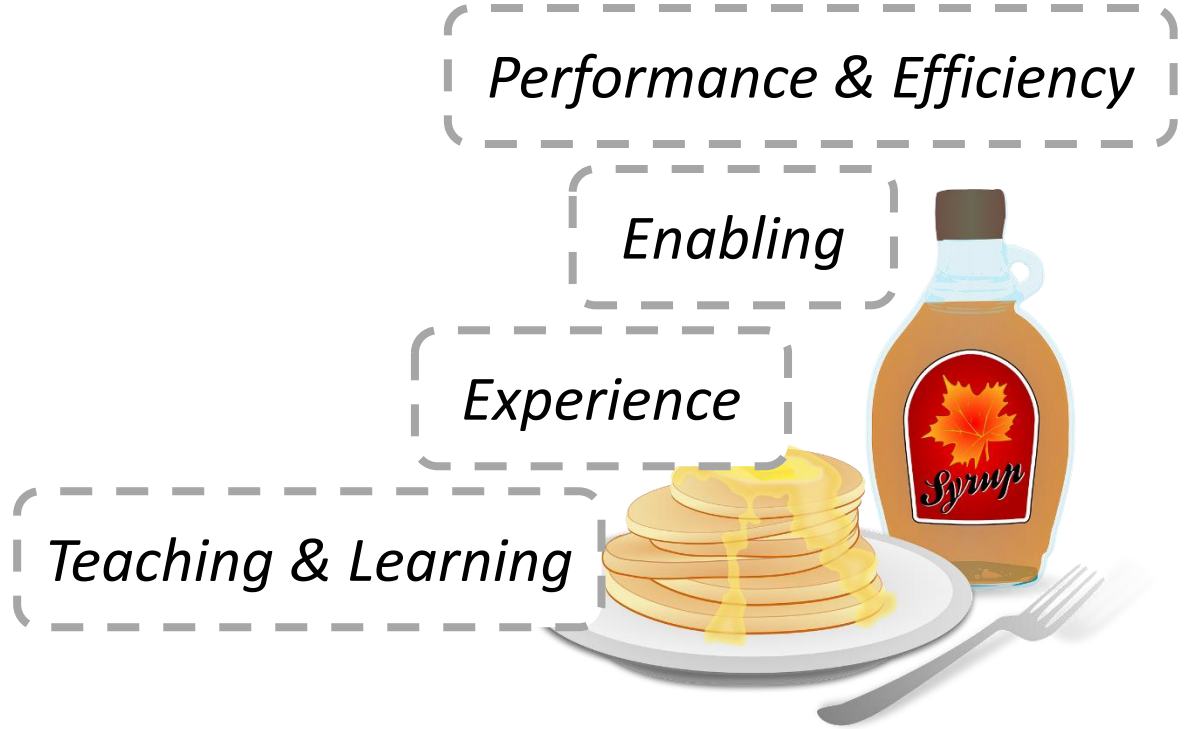 Performance & Efficiency
Enabling
Experience
Syrup
Teaching & Learning